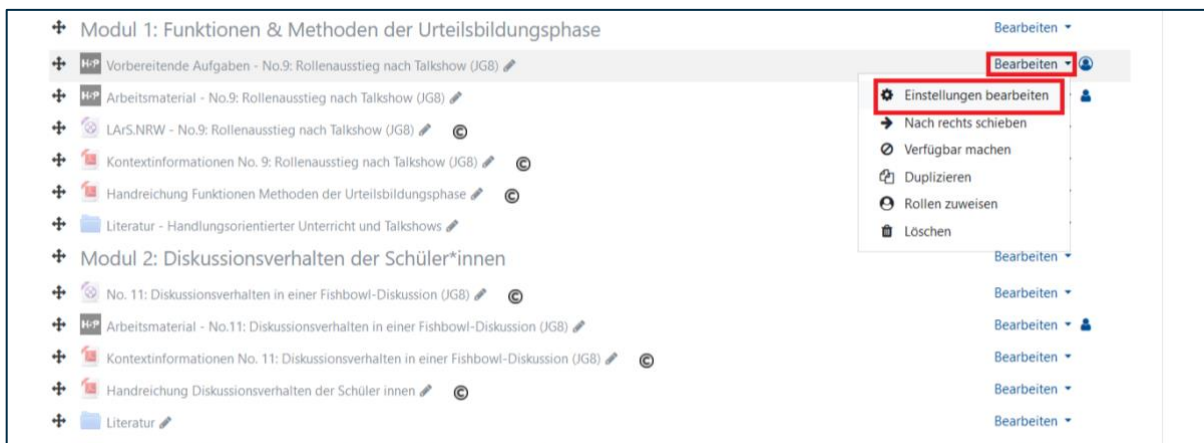 Modul 1: Funktionen & Methoden der Urteilsbildungsphase Bearbeiten
H-P Vorbereitende Aufgaben - No.9: Rollenausstieg nach Talkshow (JG8) Bearbeiten
H-P Arbeitsmaterial - No.9: Rollenausstieg nach Talkshow (JG8)
Einstellungen bearbeiten
Nach rechts schieben
Verfügbar machen
Duplizieren
Rollen zuweisen
Löschen
LArS.NRW - No.9: Rollenausstieg nach Talkshow (JG8) ©
Kontextinformationen No. 9: Rollenausstieg nach Talkshow (JG8) ©
Handreichung Funktionen Methoden der Urteilsbildungsphase ©
Literatur - Handlungsorientierter Unterricht und Talkshows
Modul 2: Diskussionsverhalten der Schüler*innen Bearbeiten
No. 11: Diskussionsverhalten in einer Fishbowl-Diskussion (JG8) © Bearbeiten
H-P Arbeitsmaterial - No.11: Diskussionsverhalten in einer Fishbowl-Diskussion (JG8) Bearbeiten
Kontextinformationen No. 11: Diskussionsverhalten in einer Fishbowl-Diskussion (JG8) © Bearbeiten
Handreichung Diskussionsverhalten der Schüler innen © Bearbeiten
Literatur Bearbeiten